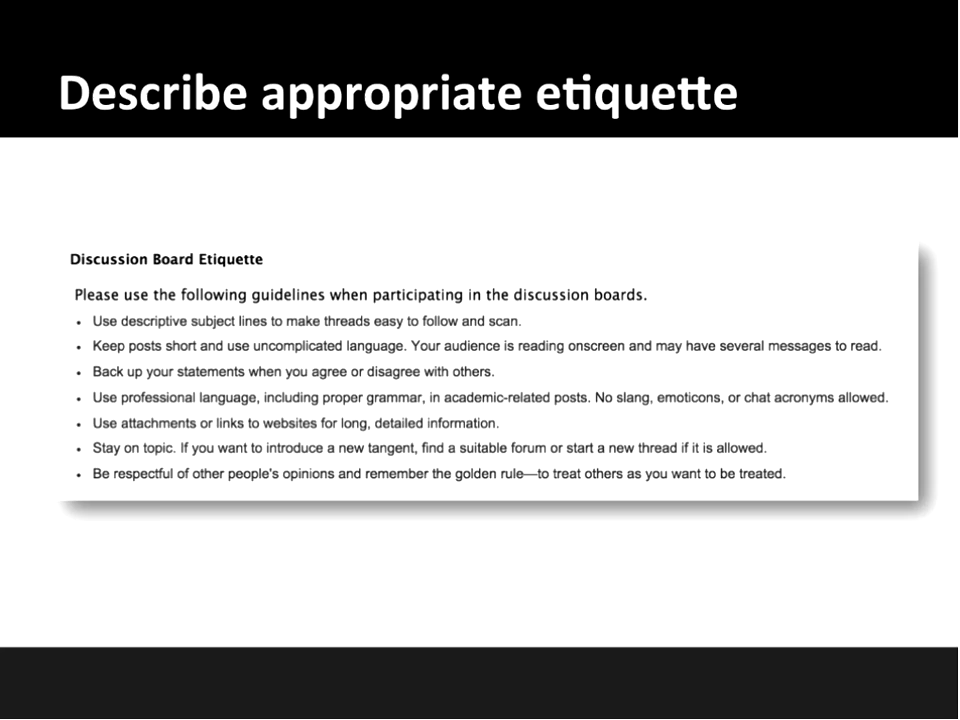 Describe appropriate etiquette
Discussion Board Etiquette
Please use the following guidelines when participating in the discussion boards.
• Use descriptive subject lines to make threads easy to follow and scan.
• Keep posts short and use uncomplicated language. Your audience is reading onscreen and may have several messages to read.
• Back up your statements when you agree or disagree with others.
• Use professional language, including proper grammar, in academic-related posts. No slang, emoticons, or chat acronyms allowed.
• Use attachments or links to websites for long, detailed information.
• Stay on topic. If you want to introduce a new tangent, find a suitable forum or start a new thread if it is allowed.
• Be respectful of other people's opinions and remember the golden rule—to treat others as you want to be treated.